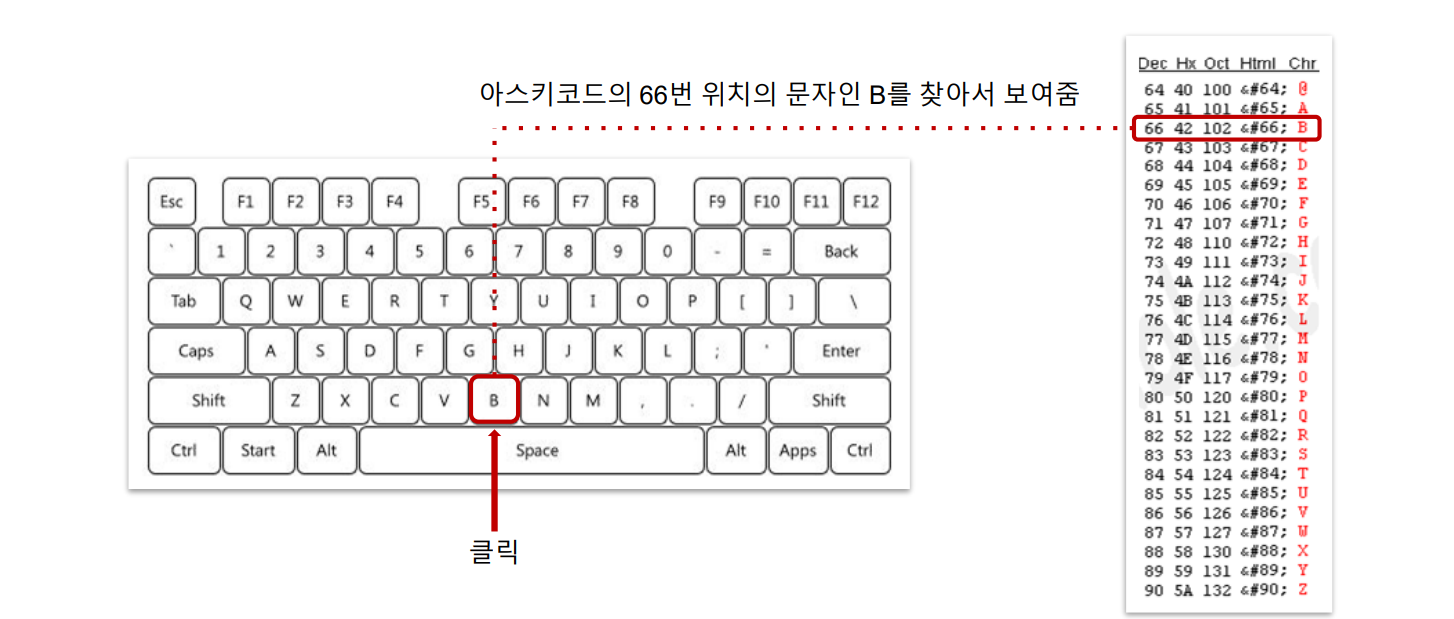 아스키코드의 66번 위치의 문자인 B를 찾아서 보여줌
Esc F1 F2 F3 F4 F5 F6 F7 F8 F9 F10 F11 F12
` 1 2 3 4 5 6 7 8 9 0 - = Back
Tab Q W E R T Y U I O P [ ] \
Caps A S D F G H J K L ; ' Enter
Shift Z X C V B N M , . / Shift
Ctrl Start Alt Space Alt Apps Ctrl
클릭
Dec Hx Oct Html Chr
64 40 100 &#64; @
65 41 101 &#65; A
66 42 102 &#66; B
67 43 103 &#67; C
68 44 104 &#68; D
69 45 105 &#69; E
70 46 106 &#70; F
71 47 107 &#71; G
72 48 110 &#72; H
73 49 111 &#73; I
74 4A 112 &#74; J
75 4B 113 &#75; K
76 4C 114 &#76; L
77 4D 115 &#77; M
78 4E 116 &#78; N
79 4F 117 &#79; O
80 50 120 &#80; P
81 51 121 &#81; Q
82 52 122 &#82; R
83 53 123 &#83; S
84 54 124 &#84; T
85 55 125 &#85; U
86 56 126 &#86; V
87 57 127 &#87; W
88 58 130 &#88; X
89 59 131 &#89; Y
90 5A 132 &#90; Z